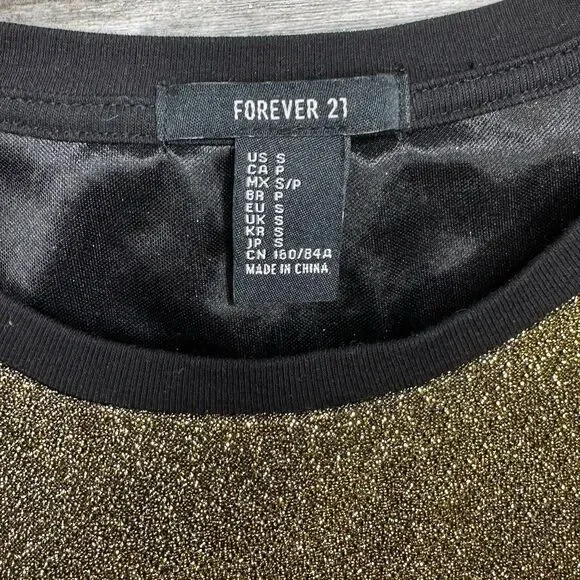 FOREVER 21
US S
CA P
MX S/P
BR P
EU S
UK S
KR S
JP S
CN 160/84A
MADE IN CHINA